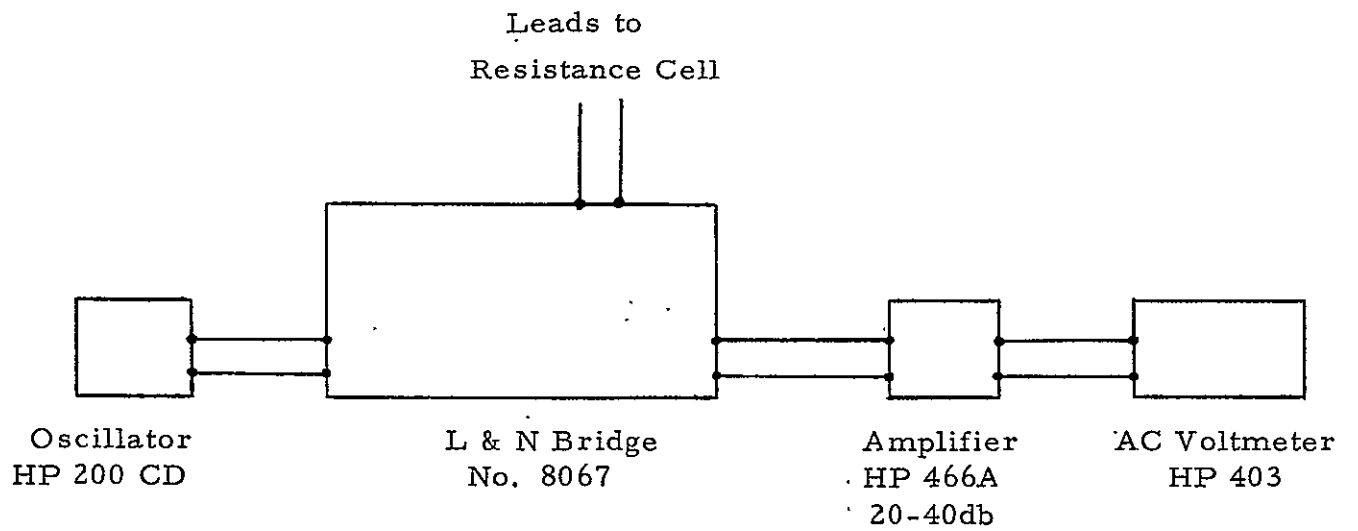 Leads to
Resistance Cell
Oscillator
HP 200 CD
L & N Bridge
No. 8067
Amplifier
HP 466A
20-40db
AC Voltmeter
HP 403